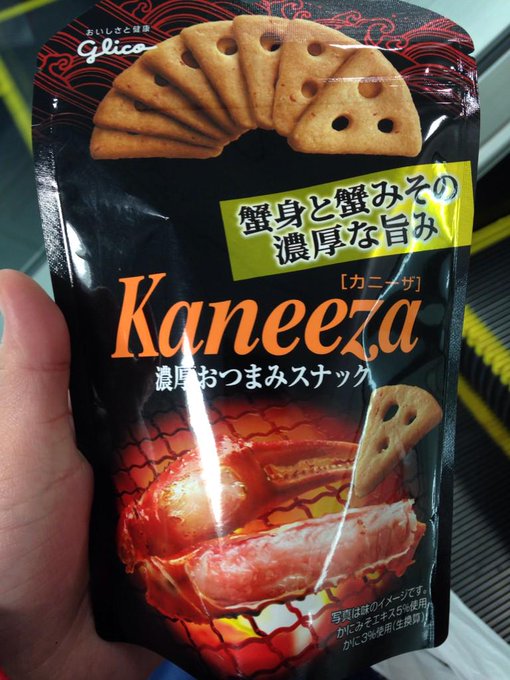 おいしさと健康
glico
蟹身と蟹みその
濃厚な旨み
[カニーザ]
Kaneeza
濃厚おつまみスナック
写真は味のイメージです。
かにみそエキス5%使用
かに3%使用(生換算)